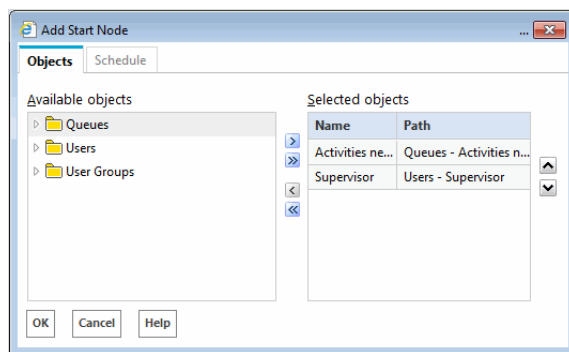 Add Start Node
...
Objects Schedule
Available objects
Queues
Users
User Groups
Selected objects
Name Path
Activities ne... Queues - Activities n...
Supervisor Users - Supervisor
OK Cancel Help